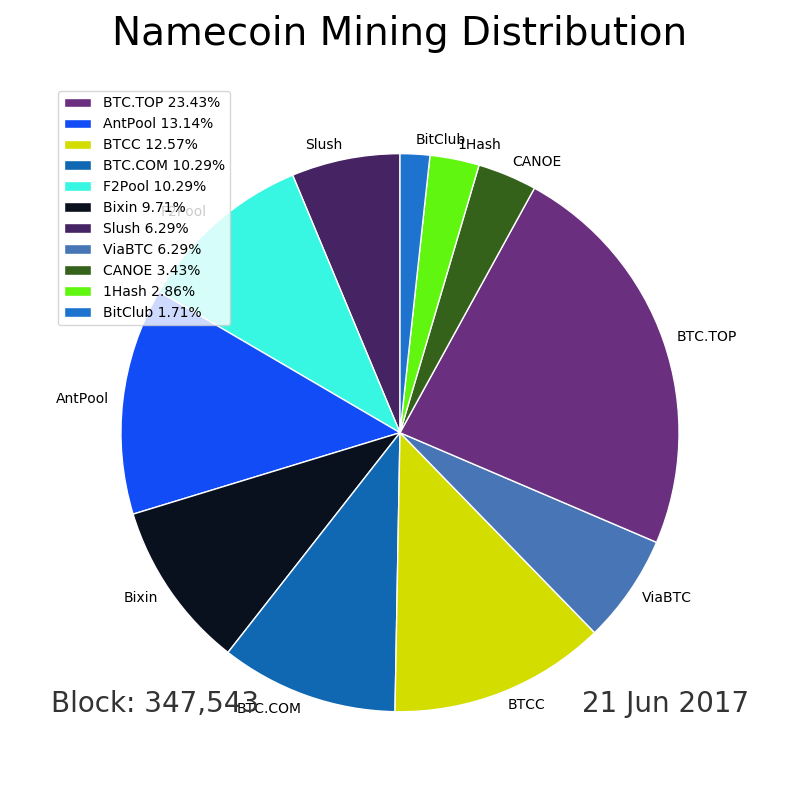 Namecoin Mining Distribution
BTC.TOP 23.43%
AntPool 13.14%
BTCC 12.57%
BTC.COM 10.29%
F2Pool 10.29%
Bixin 9.71%
Slush 6.29%
ViaBTC 6.29%
CANOE 3.43%
1Hash 2.86%
BitClub 1.71%
Slush
BitClub
1Hash
CANOE
F2Pool
BTC.TOP
AntPool
Bixin
ViaBTC
BTC.COM
BTCC
Block: 347,543
21 Jun 2017